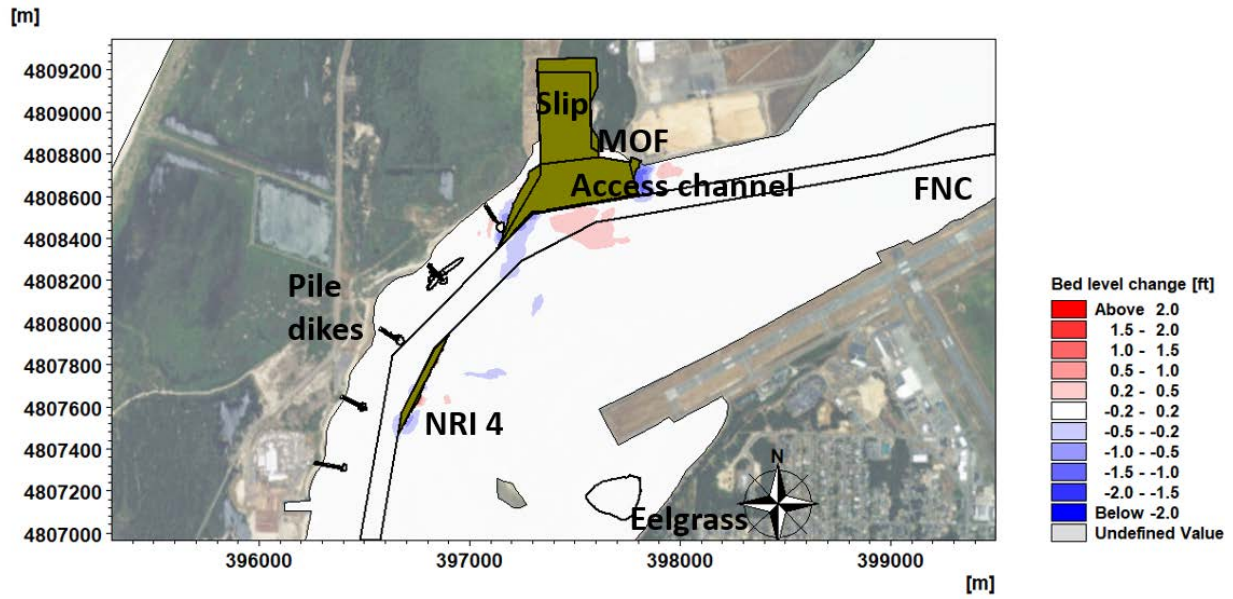 [m]
4809200
4809000
4808800
4808600
4808400
4808200
4808000
4807800
4807600
4807400
4807200
4807000
Slip
MOF
Access channel
FNC
Pile
dikes
NRI 4
Eelgrass
N
396000 397000 398000 399000
[m]
Bed level change [ft]
Above 2.0
1.5 - 2.0
1.0 - 1.5
0.5 - 1.0
0.2 - 0.5
-0.2 - 0.2
-0.5 - -0.2
-1.0 - -0.5
-1.5 - -1.0
-2.0 - -1.5
Below -2.0
Undefined Value